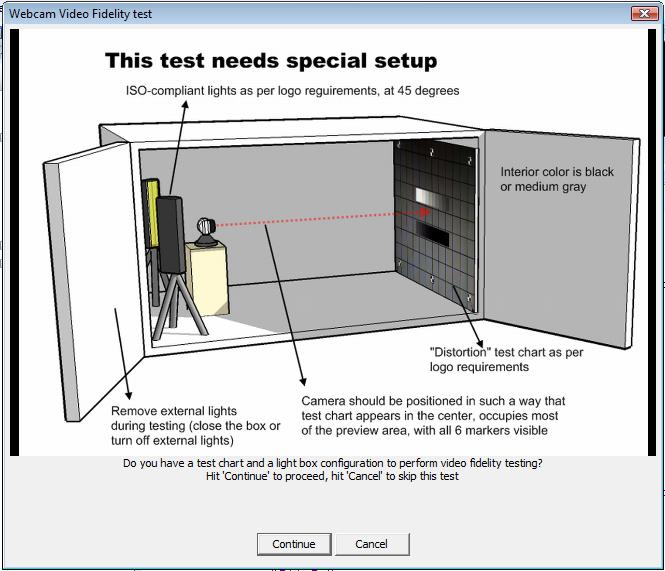 Webcam Video Fidelity test
This test needs special setup
ISO-compliant lights as per logo requirements, at 45 degrees
Interior color is black
or medium gray
"Distortion" test chart as per
logo requirements
Remove external lights
during testing (close the box or
turn off external lights)
Camera should be positioned in such a way that
test chart appears in the center, occupies most
of the preview area, with all 6 markers visible
Do you have a test chart and a light box configuration to perform video fidelity testing?
Hit 'Continue' to proceed, hit 'Cancel' to skip this test
Continue
Cancel